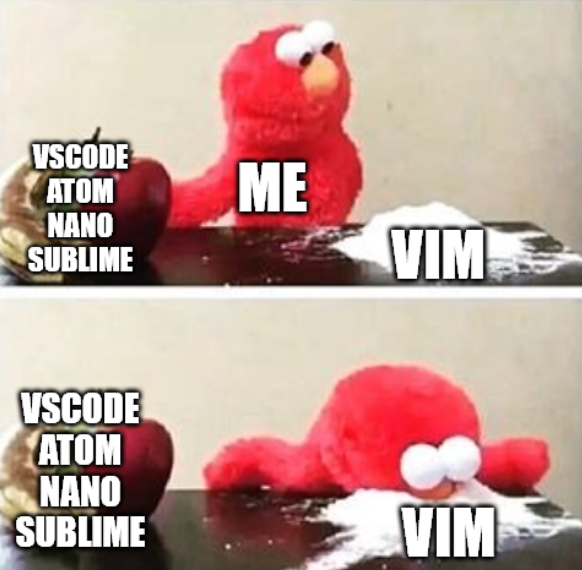 VSCODE
ATOM
NANO
SUBLIME
ME
VIM
VSCODE
ATOM
NANO
SUBLIME
VIM